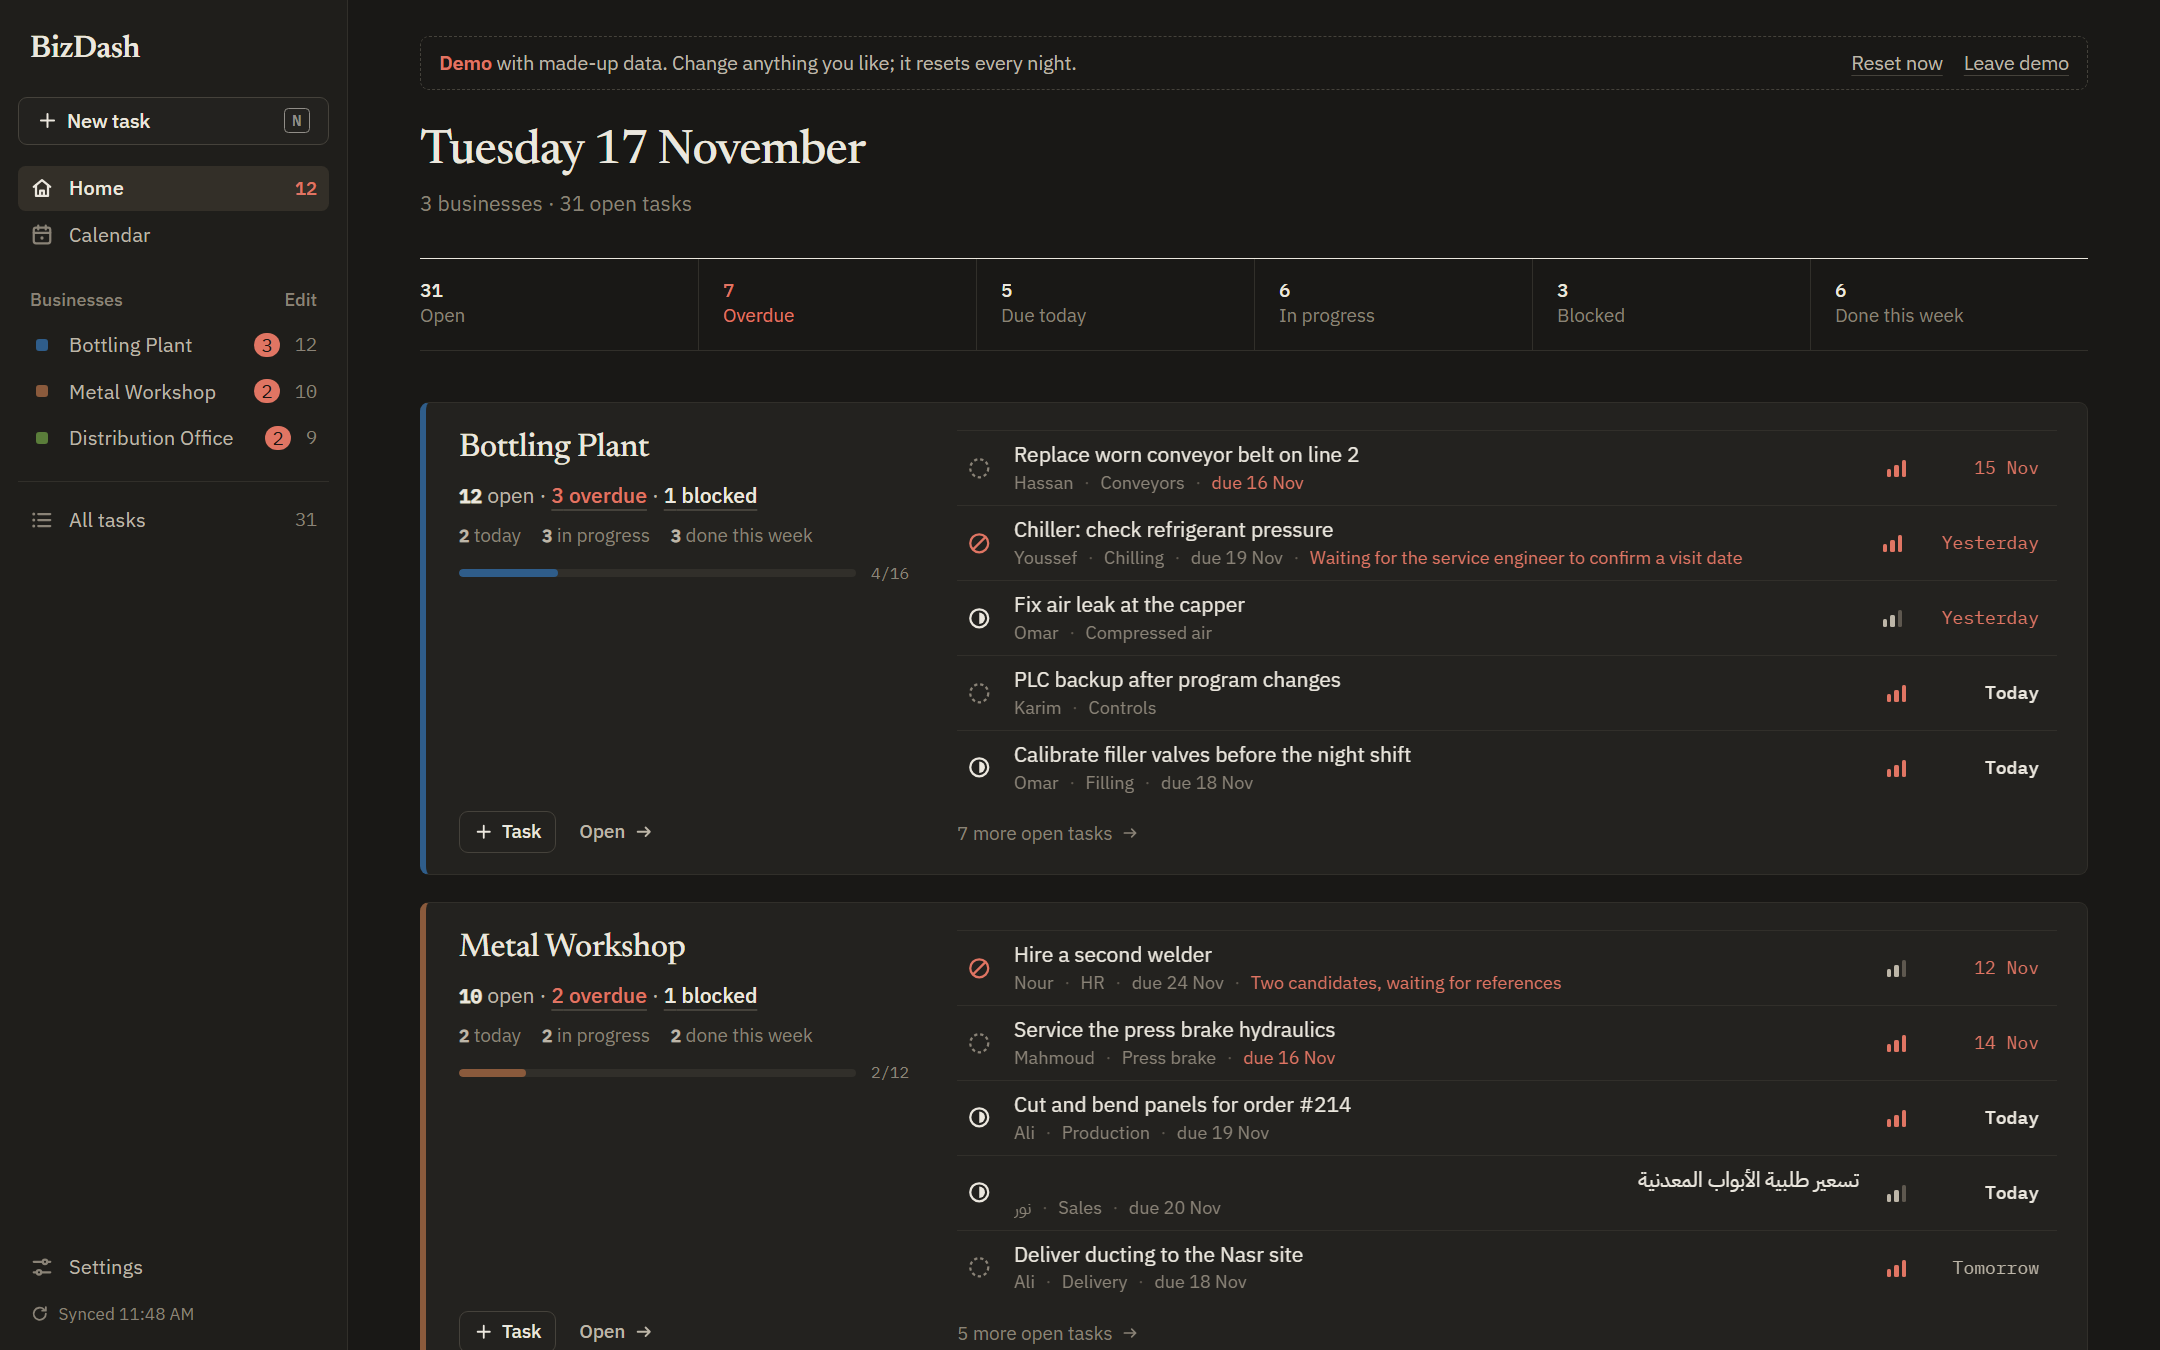 BizDash
New task N
Home 12
Calendar
Businesses Edit
Bottling Plant 3 12
Metal Workshop 2 10
Distribution Office 2 9
All tasks 31
Settings
Synced 11:48 AM
Demo with made-up data. Change anything you like; it resets every night. Reset now Leave demo
Tuesday 17 November
3 businesses · 31 open tasks
31 7 5 6 3 6
Open Overdue Due today In progress Blocked Done this week
Bottling Plant
12 open · 3 overdue · 1 blocked
2 today 3 in progress 3 done this week
4/16
+ Task Open →
Replace worn conveyor belt on line 2 15 Nov
Hassan · Conveyors · due 16 Nov
Chiller: check refrigerant pressure Yesterday
Youssef · Chilling · due 19 Nov · Waiting for the service engineer to confirm a visit date
Fix air leak at the capper Yesterday
Omar · Compressed air
PLC backup after program changes Today
Karim · Controls
Calibrate filler valves before the night shift Today
Omar · Filling · due 18 Nov
7 more open tasks →
Metal Workshop
10 open · 2 overdue · 1 blocked
2 today 2 in progress 2 done this week
2/12
+ Task Open →
Hire a second welder 12 Nov
Nour · HR · due 24 Nov · Two candidates, waiting for references
Service the press brake hydraulics 14 Nov
Mahmoud · Press brake · due 16 Nov
Cut and bend panels for order #214 Today
Ali · Production · due 19 Nov
تسعير طلبية الأبواب المعدنية Today
نور · Sales · due 20 Nov
Deliver ducting to the Nasr site Tomorrow
Ali · Delivery · due 18 Nov
5 more open tasks →